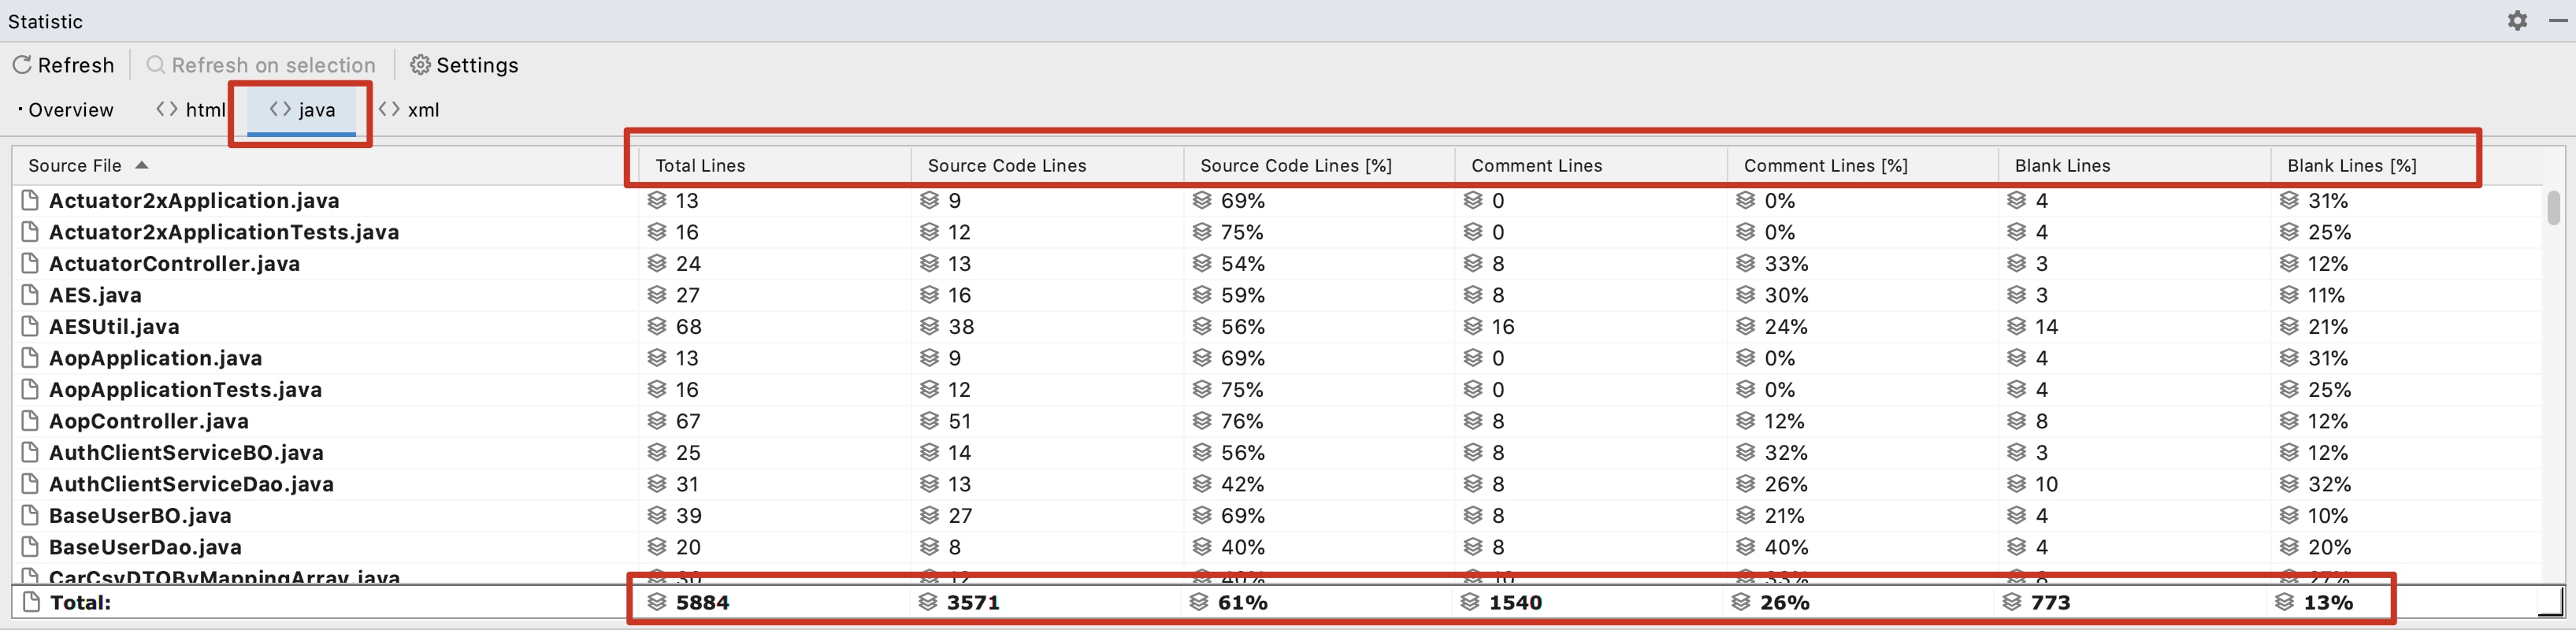 Statistic
Refresh Refresh on selection Settings
Overview html java xml
Source File Total Lines Source Code Lines Source Code Lines [%] Comment Lines Comment Lines [%] Blank Lines Blank Lines [%]
Actuator2xApplication.java 13 9 69% 0 0% 4 31%
Actuator2xApplicationTests.java 16 12 75% 0 0% 4 25%
ActuatorController.java 24 13 54% 8 33% 3 12%
AES.java 27 16 59% 8 30% 3 11%
AESUtil.java 68 38 56% 16 24% 14 21%
AopApplication.java 13 9 69% 0 0% 4 31%
AopApplicationTests.java 16 12 75% 0 0% 4 25%
AopController.java 67 51 76% 8 12% 8 12%
AuthClientServiceBO.java 25 14 56% 8 32% 3 12%
AuthClientServiceDao.java 31 13 42% 8 26% 10 32%
BaseUserBO.java 39 27 69% 8 21% 4 10%
BaseUserDao.java 20 8 40% 8 40% 4 20%
CarCsvDTOByMappingArray.java 30 12 40% 10 33% 8 27%
Total: 5884 3571 61% 1540 26% 773 13%